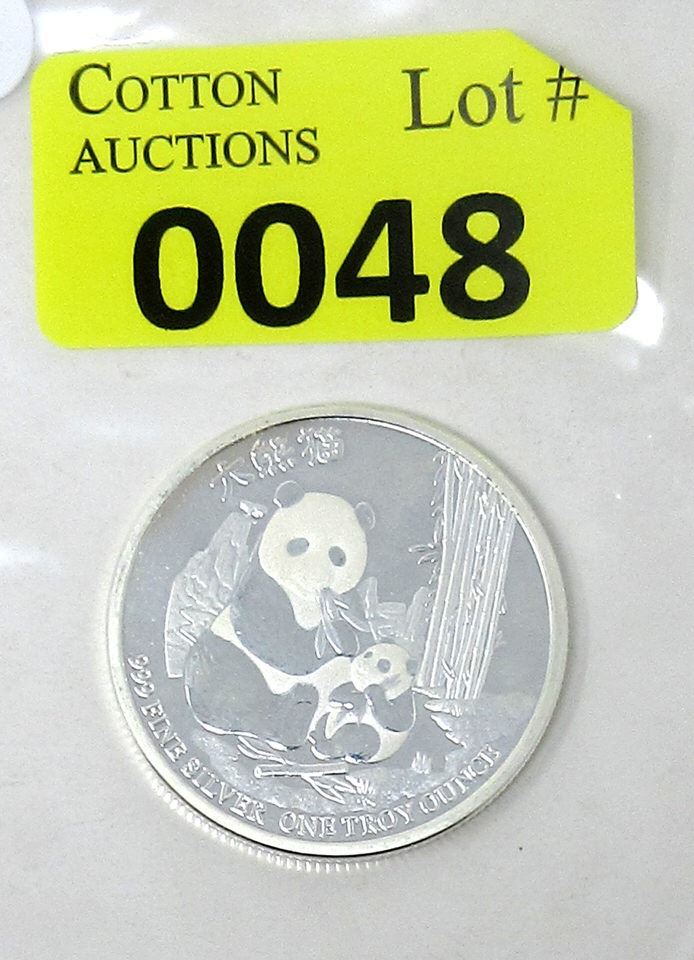 COTTON
AUCTIONS
Lot #
0048
大熊猫
999 FINE SILVER ONE TROY OUNCE